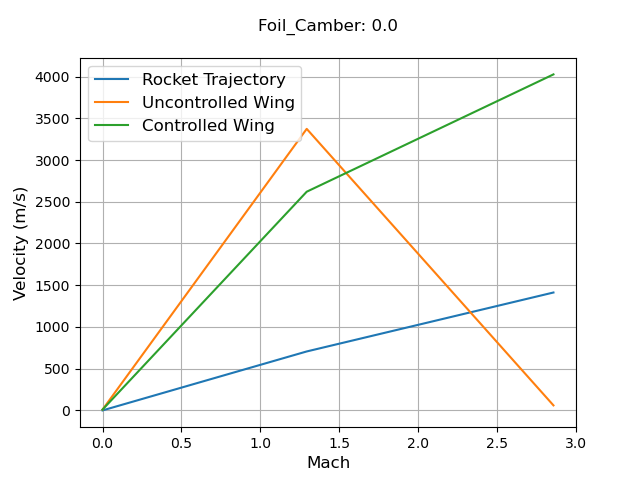 Foil_Camber: 0.0
Rocket Trajectory
Uncontrolled Wing
Controlled Wing
Velocity (m/s)
4000
3500
3000
2500
2000
1500
1000
500
0
0.0 0.5 1.0 1.5 2.0 2.5 3.0
Mach